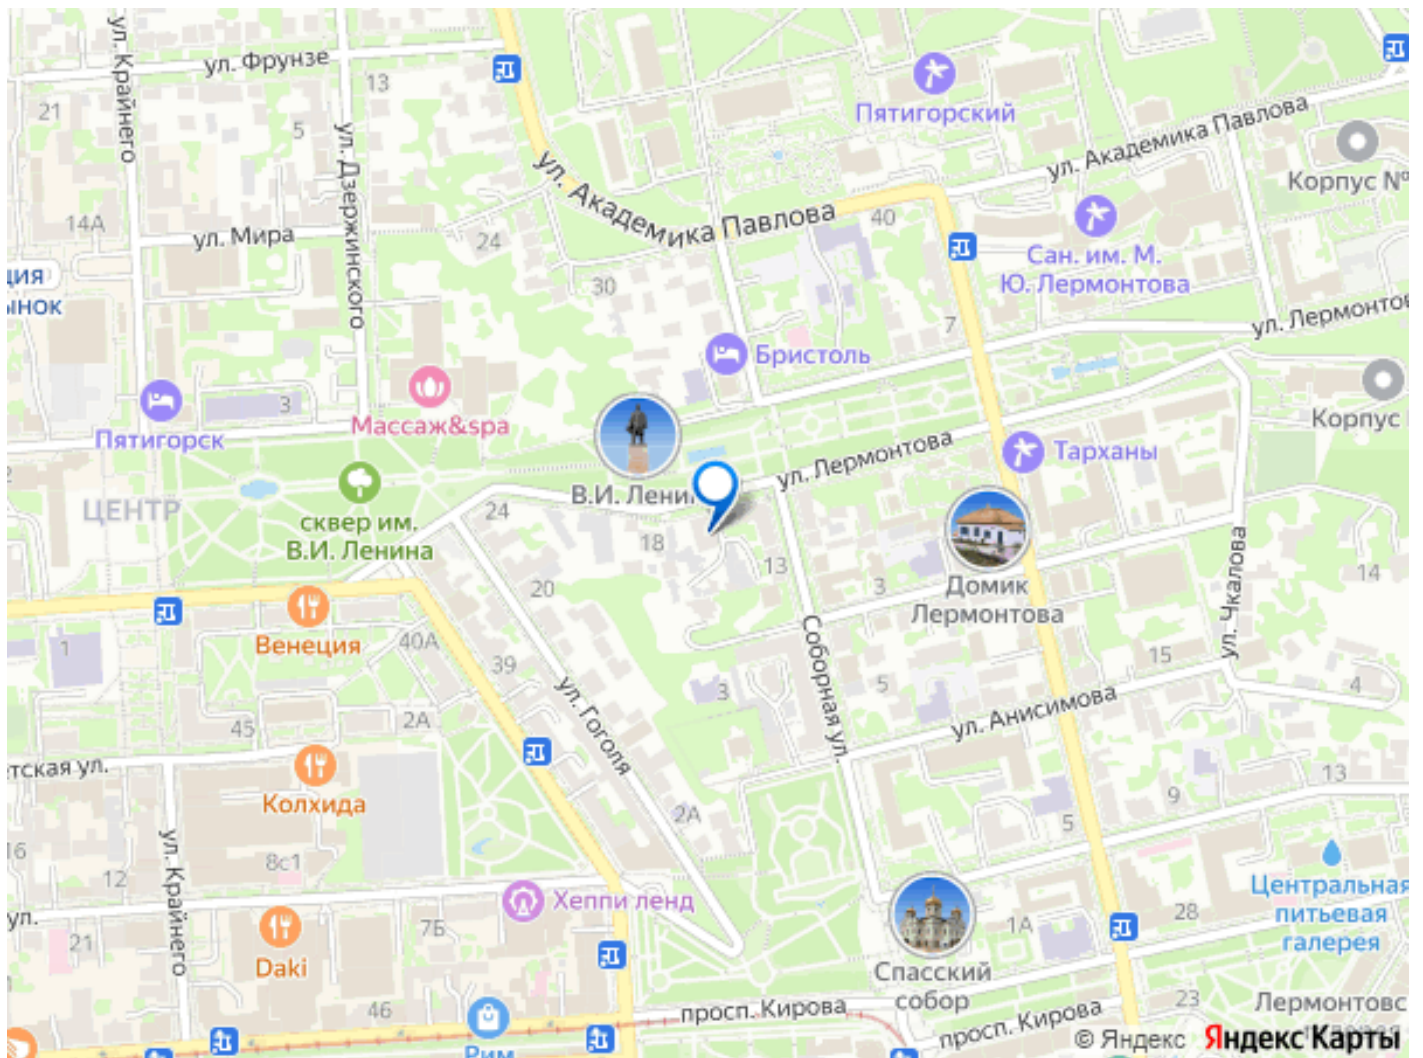 ул. Фрунзе
ул. Крайнего
13
21
5
Пятигорский
ул. Академика Павлова
Корпус №
ул. Дзержинского
14А
ул. Мира
24
ул. Академика Павлова
40
Сан. им. М.
Ю. Лермонтова
30
7
ул. Лермонтов
Бристоль
3
Массаж&spa
Пятигорск
Корпус
ул. Лермонтова
Тарханы
В.И. Ленин
ЦЕНТР
сквер им.
В.И. Ленина
24
18
13
20
3
Домик
Лермонтова
ул. Чкалова
14
Венеция
1
40А
39
Соборная ул.
15
4
3
5
ул. Гоголя
2А
45
ул. Анисимова
тская ул.
Колхида
13
9
2А
5
16
ул. Крайнего
8с1
12
Хеппи ленд
Центральная
питьевая
галерея
ул.
21
7Б
28
1А
Daki
Спасский
собор
46
просп. Кирова
23
Лермонтовс
Рим
просп. Кирова
© Яндекс Яндекс Карты